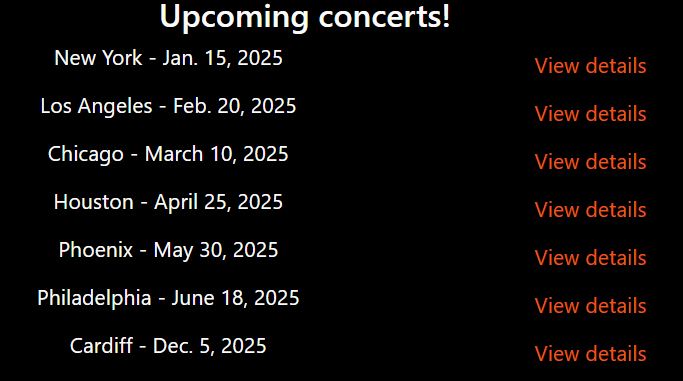 Upcoming concerts!
New York - Jan. 15, 2025 View details
Los Angeles - Feb. 20, 2025 View details
Chicago - March 10, 2025 View details
Houston - April 25, 2025 View details
Phoenix - May 30, 2025 View details
Philadelphia - June 18, 2025 View details
Cardiff - Dec. 5, 2025 View details